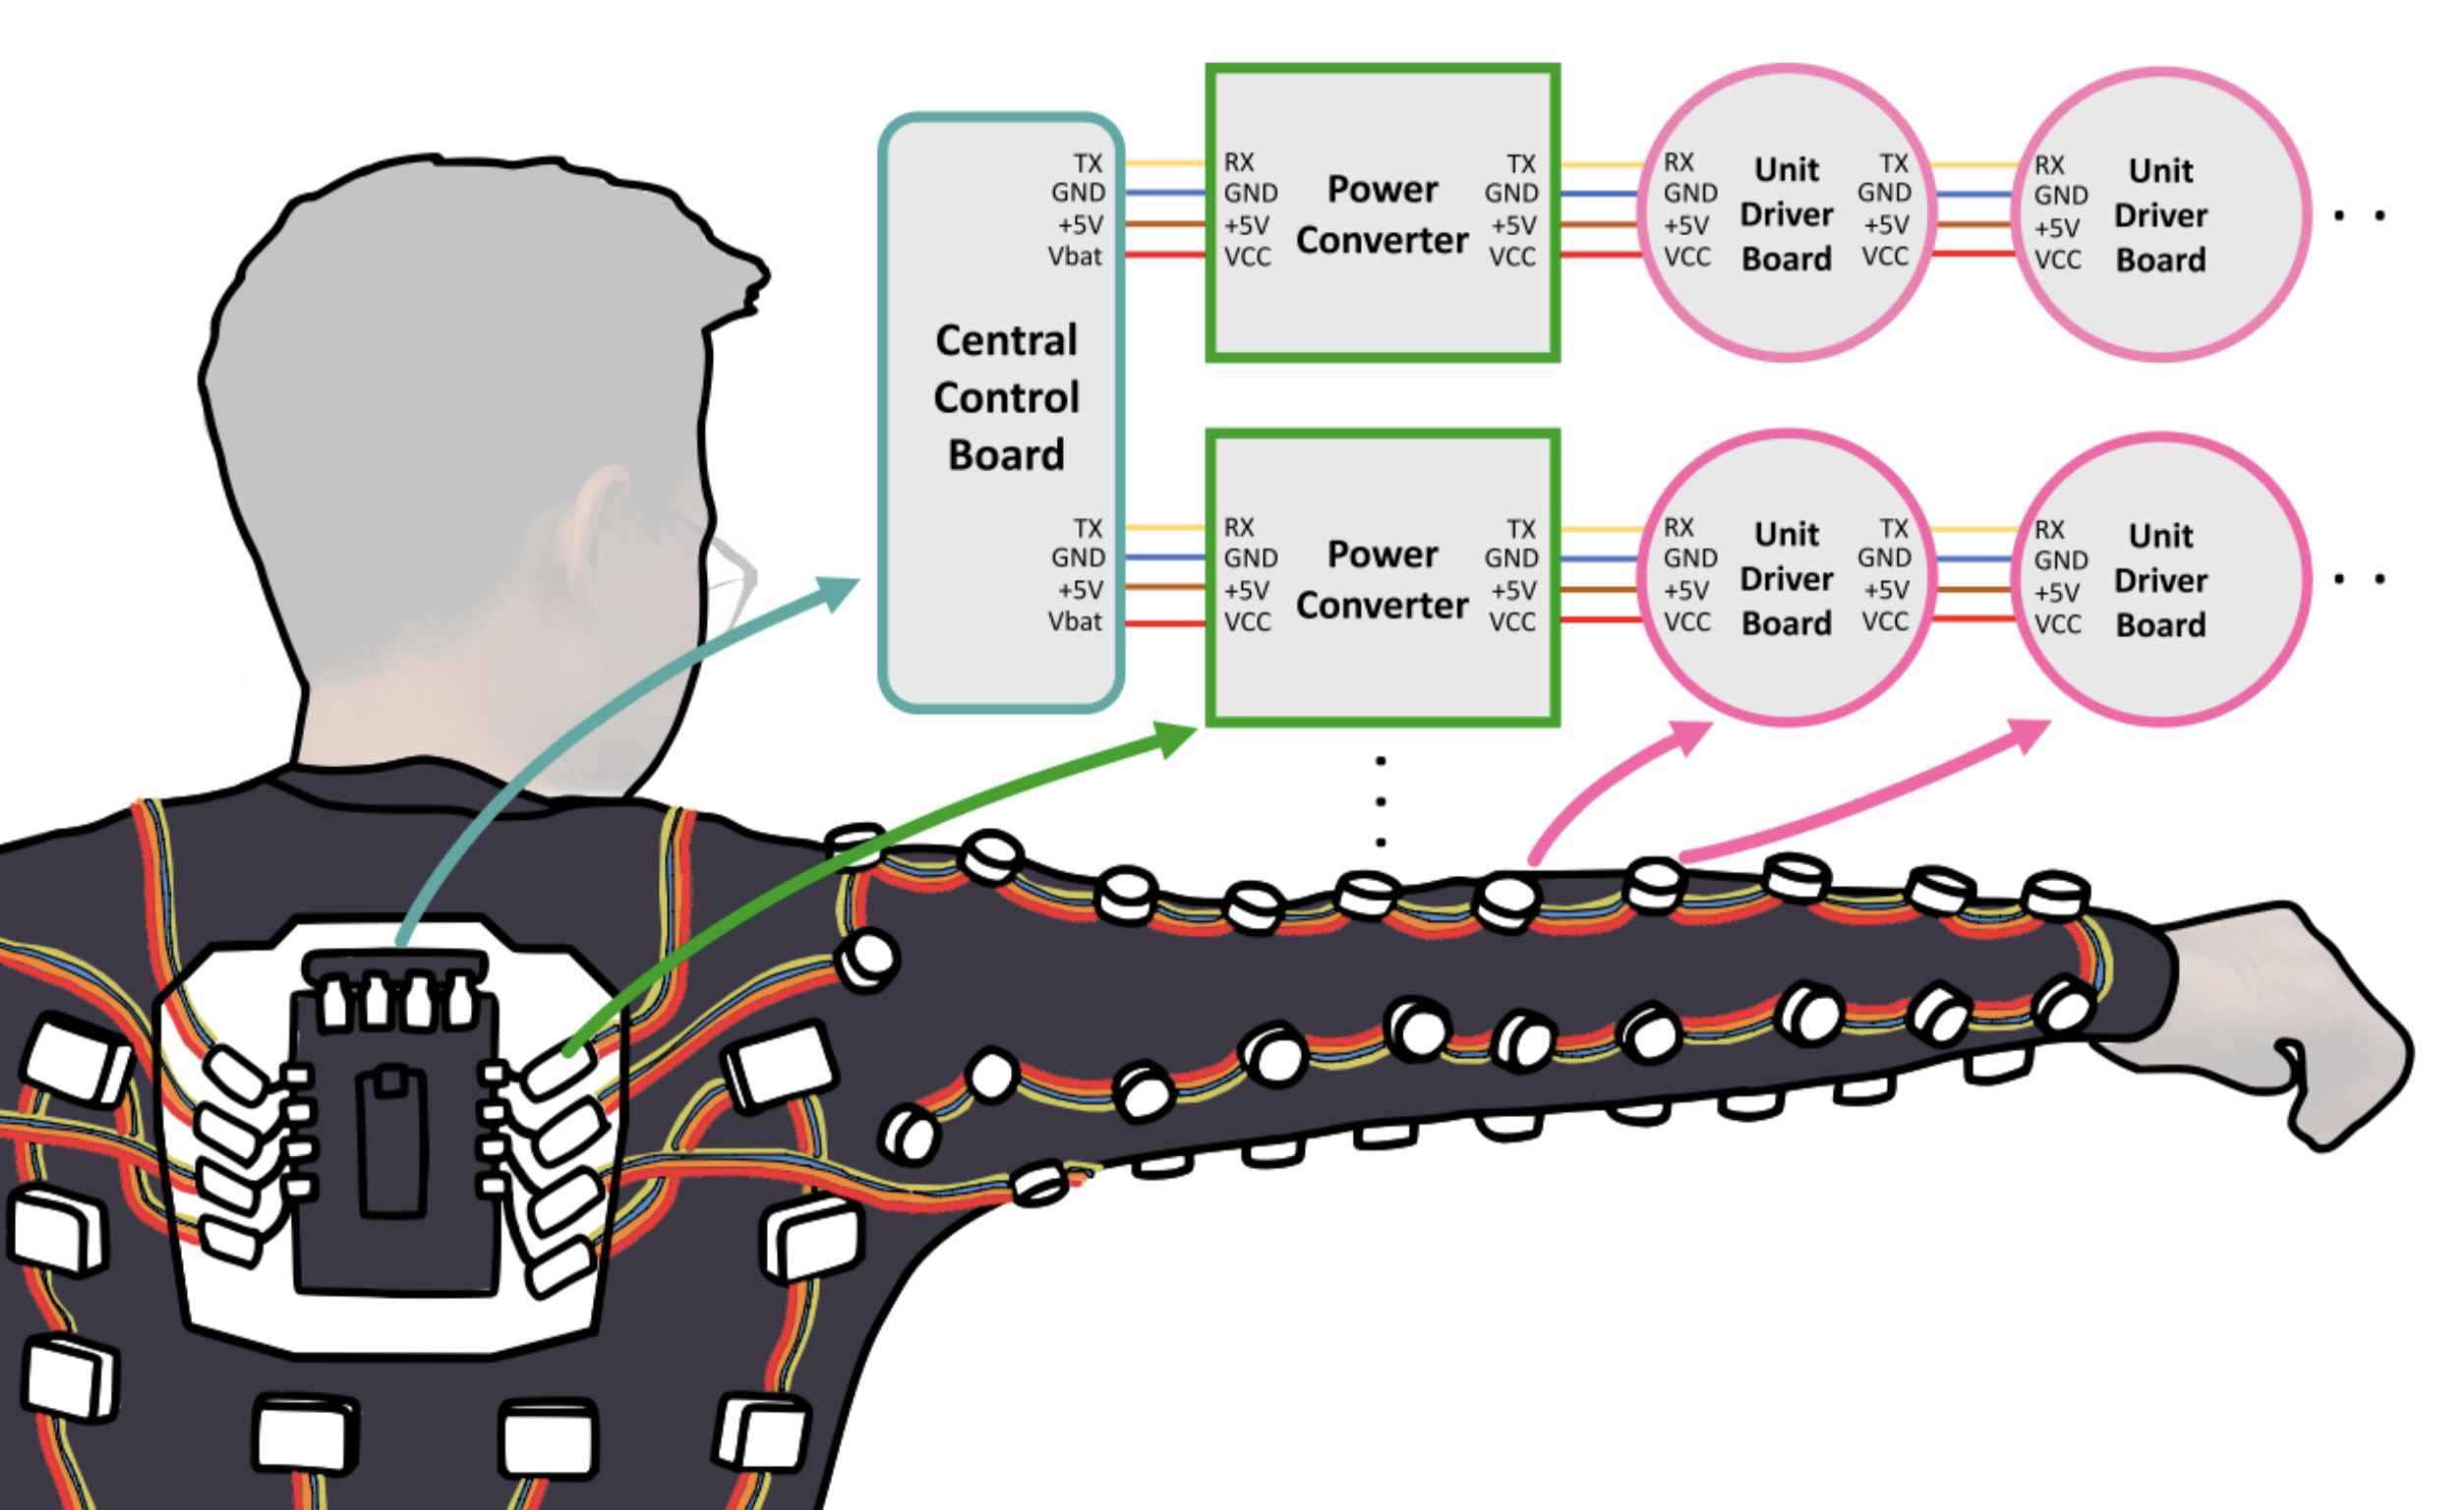 TX
GND
+5V
Vbat
Central
Control
Board
TX
GND
+5V
Vbat
RX
GND
+5V
VCC
Power
Converter
TX
GND
+5V
VCC
RX
GND
+5V
VCC
Unit
Driver
Board
TX
GND
+5V
VCC
RX
GND
+5V
VCC
Unit
Driver
Board
RX
GND
+5V
VCC
Power
Converter
TX
GND
+5V
VCC
RX
GND
+5V
VCC
Unit
Driver
Board
TX
GND
+5V
VCC
RX
GND
+5V
VCC
Unit
Driver
Board